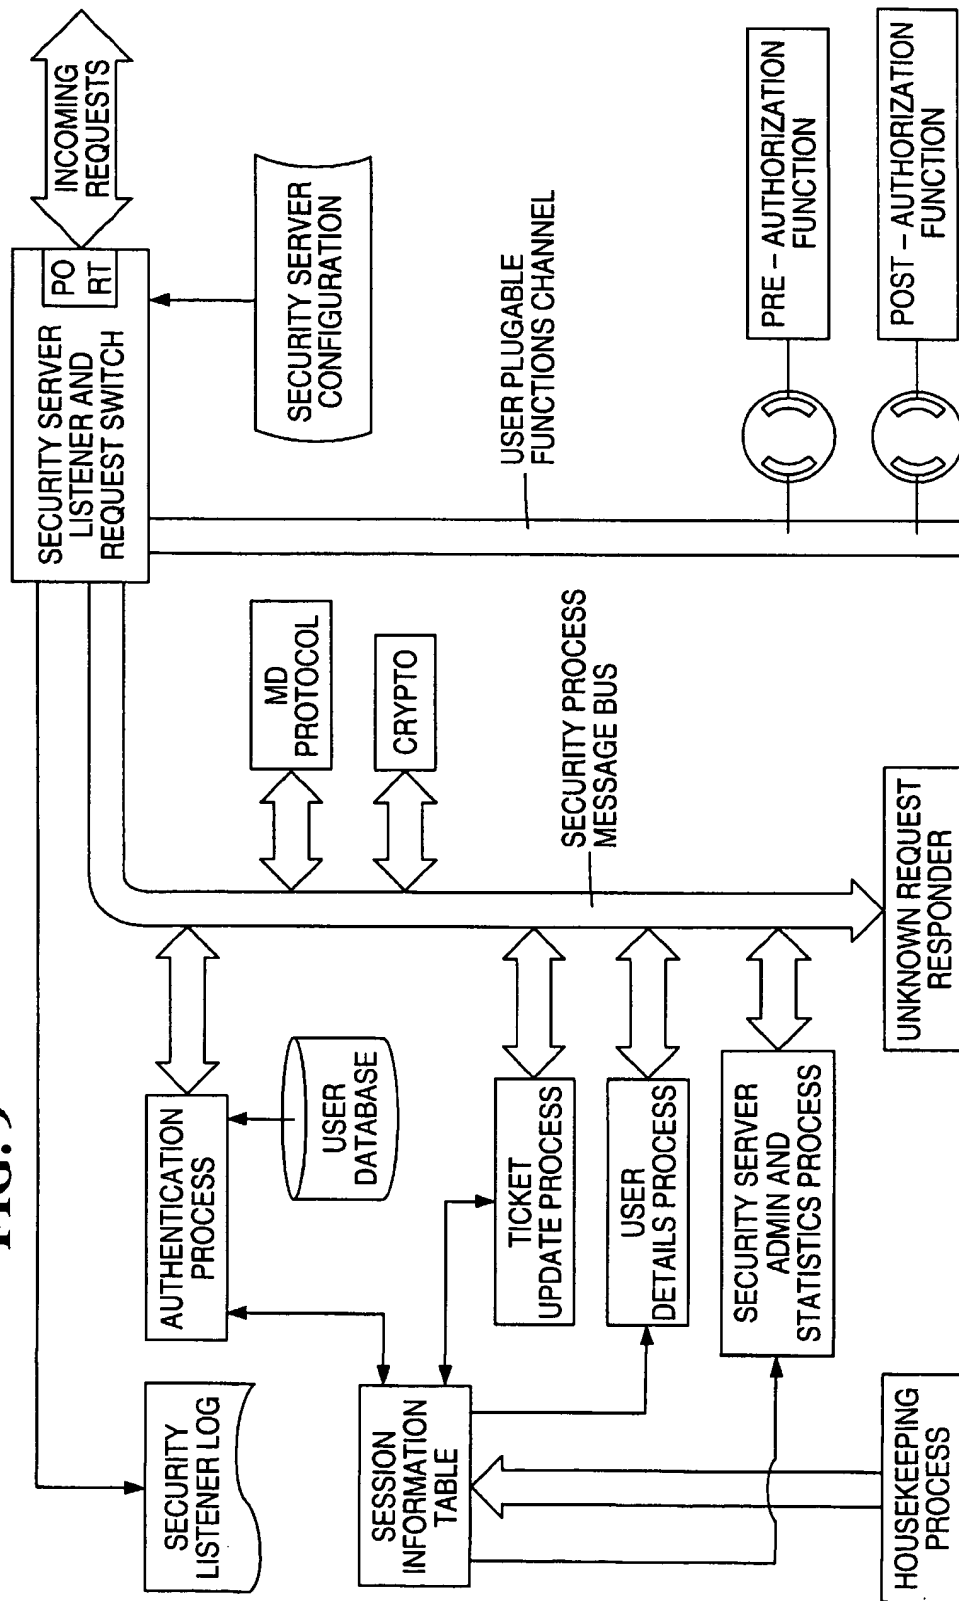 FIG.
SECURITY
LISTENER LOG
AUTHENTICATION
PROCESS
SECURITY SERVER
LISTENER AND
REQUEST SWITCH
PO
RT
INCOMING
REQUESTS
USER
DATABASE
MD
PROTOCOL
SECURITY SERVER
CONFIGURATION
SESSION
INFORMATION
TABLE
CRYPTO
TICKET
UPDATE PROCESS
USER PLUGABLE
FUNCTIONS CHANNEL
USER
DETAILS PROCESS
SECURITY PROCESS
MESSAGE BUS
SECURITY SERVER
ADMIN AND
STATISTICS PROCESS
PRE – AUTHORIZATION
FUNCTION
HOUSEKEEPING
PROCESS
UNKNOWN REQUEST
RESPONDER
POST – AUTHORIZATION
FUNCTION